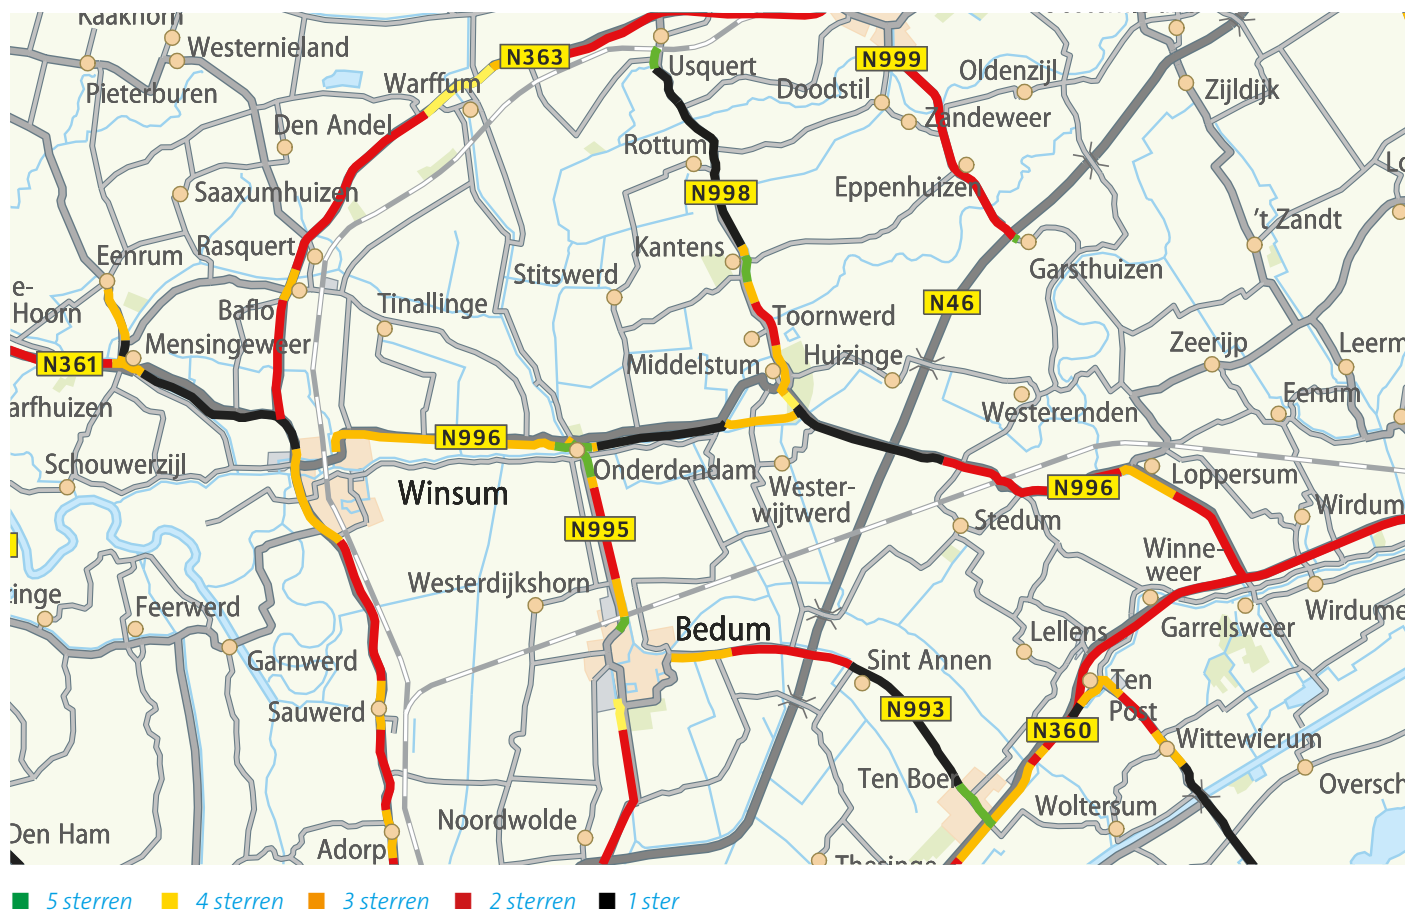 Kaakhorn
Westernieland
Pieterburen
Warffum
N363
Usquert
N999
Doodstil
Oldenzijl
Zijldijk
Den Andel
Zandeweer
Rottum
Saaxumhuizen
N998
Eppenhuizen
't Zandt
Eenrum
Rasquert
Kantens
Garsthuizen
Stitswerd
e-
Hoorn
Baflo
Tinallinge
N46
Toornwerd
Mensingeweer
Huizinge
Zeerijp
Leerm
N361
Middelstum
Eenum
arfhuizen
Westeremden
N996
Schouwerzijl
Onderdendam
Loppersum
Winsum
Wester-
wijtwerd
N996
Wirdum
Stedum
N995
Winne-
weer
Westerdijkshorn
zinge
Feerwerd
Wirdume
Bedum
Garrelsweer
Lellens
Garnwerd
Sint Annen
Ten
Post
Sauwerd
N993
N360
Wittewierum
Ten Boer
Oversch
Woltersum
Den Ham
Noordwolde
Adorp
Thesinge
5 sterren 4 sterren 3 sterren 2 sterren 1 ster